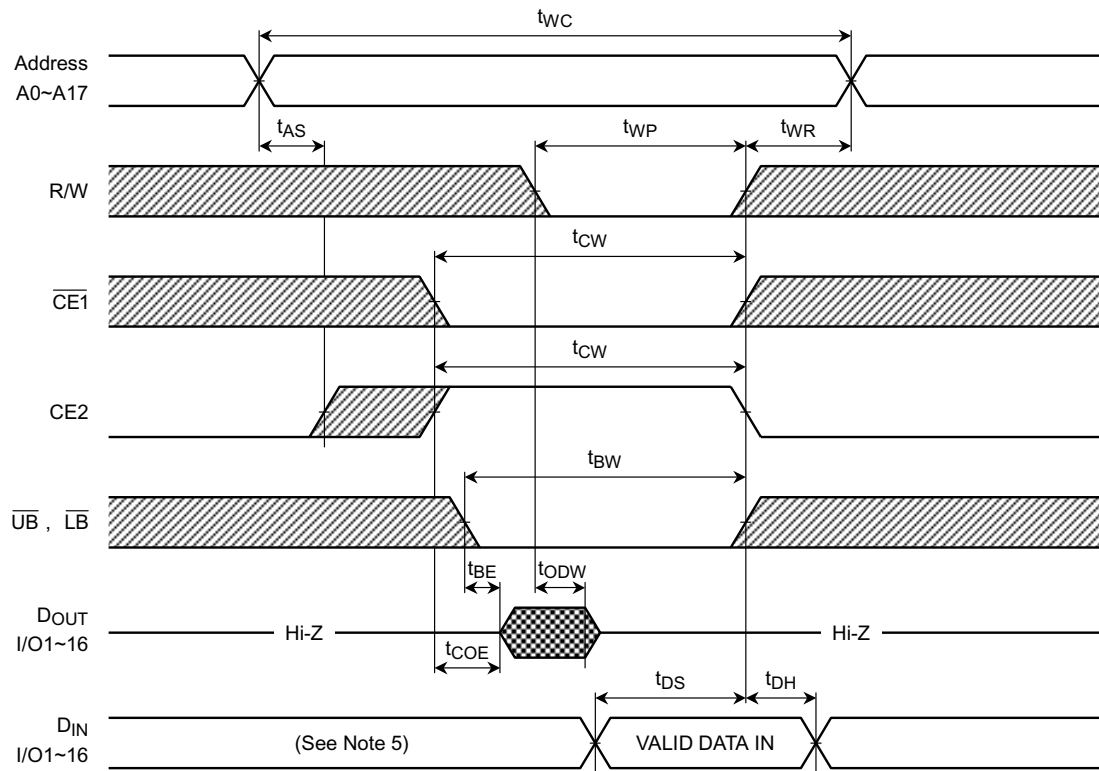 tWC
Address
A0~A17
tAS
tWP
tWR
R/W
tCW
CE1
tCW
CE2
tBW
UB , LB
tBE
tODW
DOUT
I/O1~16
Hi-Z
Hi-Z
tCOE
tDS
tDH
DIN
I/O1~16
(See Note 5)
VALID DATA IN